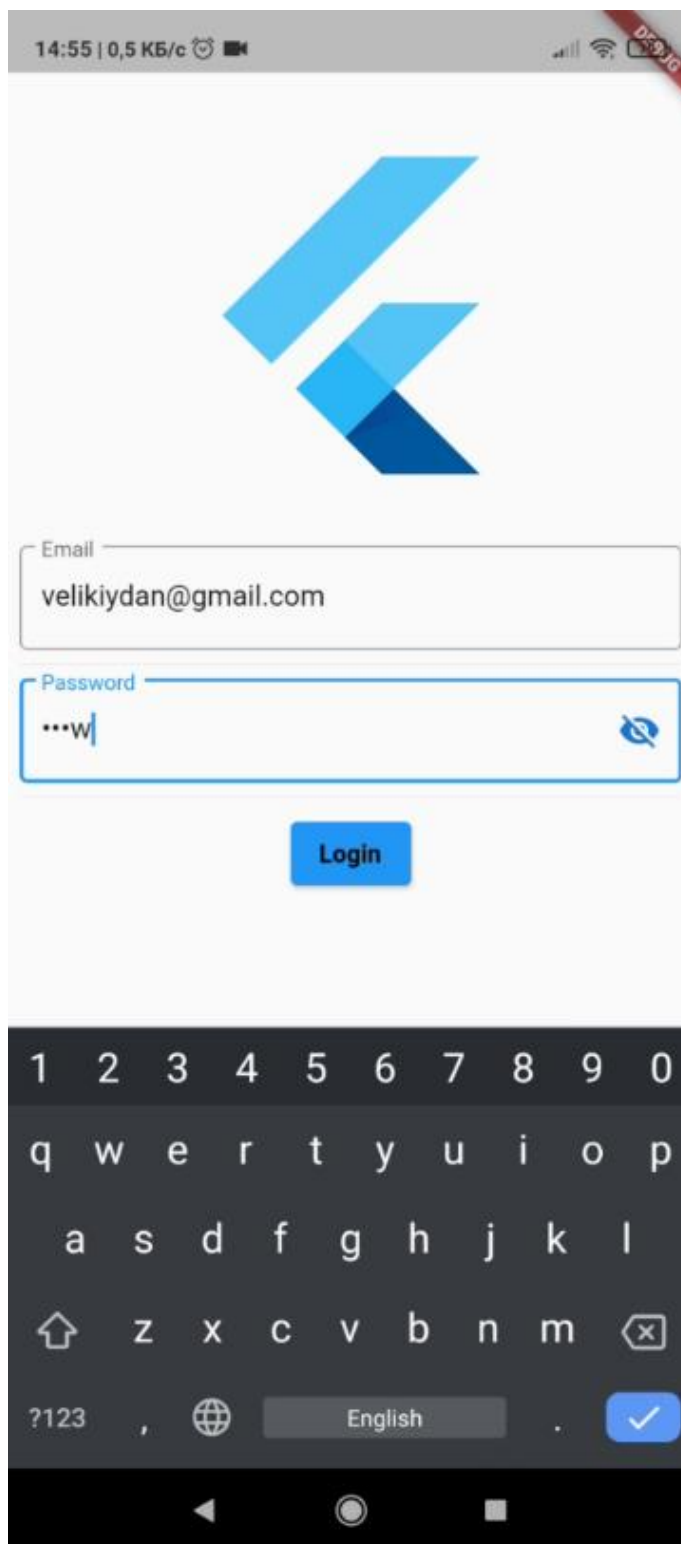 14:55 | 0,5 КБ/с
DEBUG
Email
velikiydan@gmail.com
Password
•••w
Login
1 2 3 4 5 6 7 8 9 0
q w e r t y u i o p
a s d f g h j k l
z x c v b n m
?123 , English .